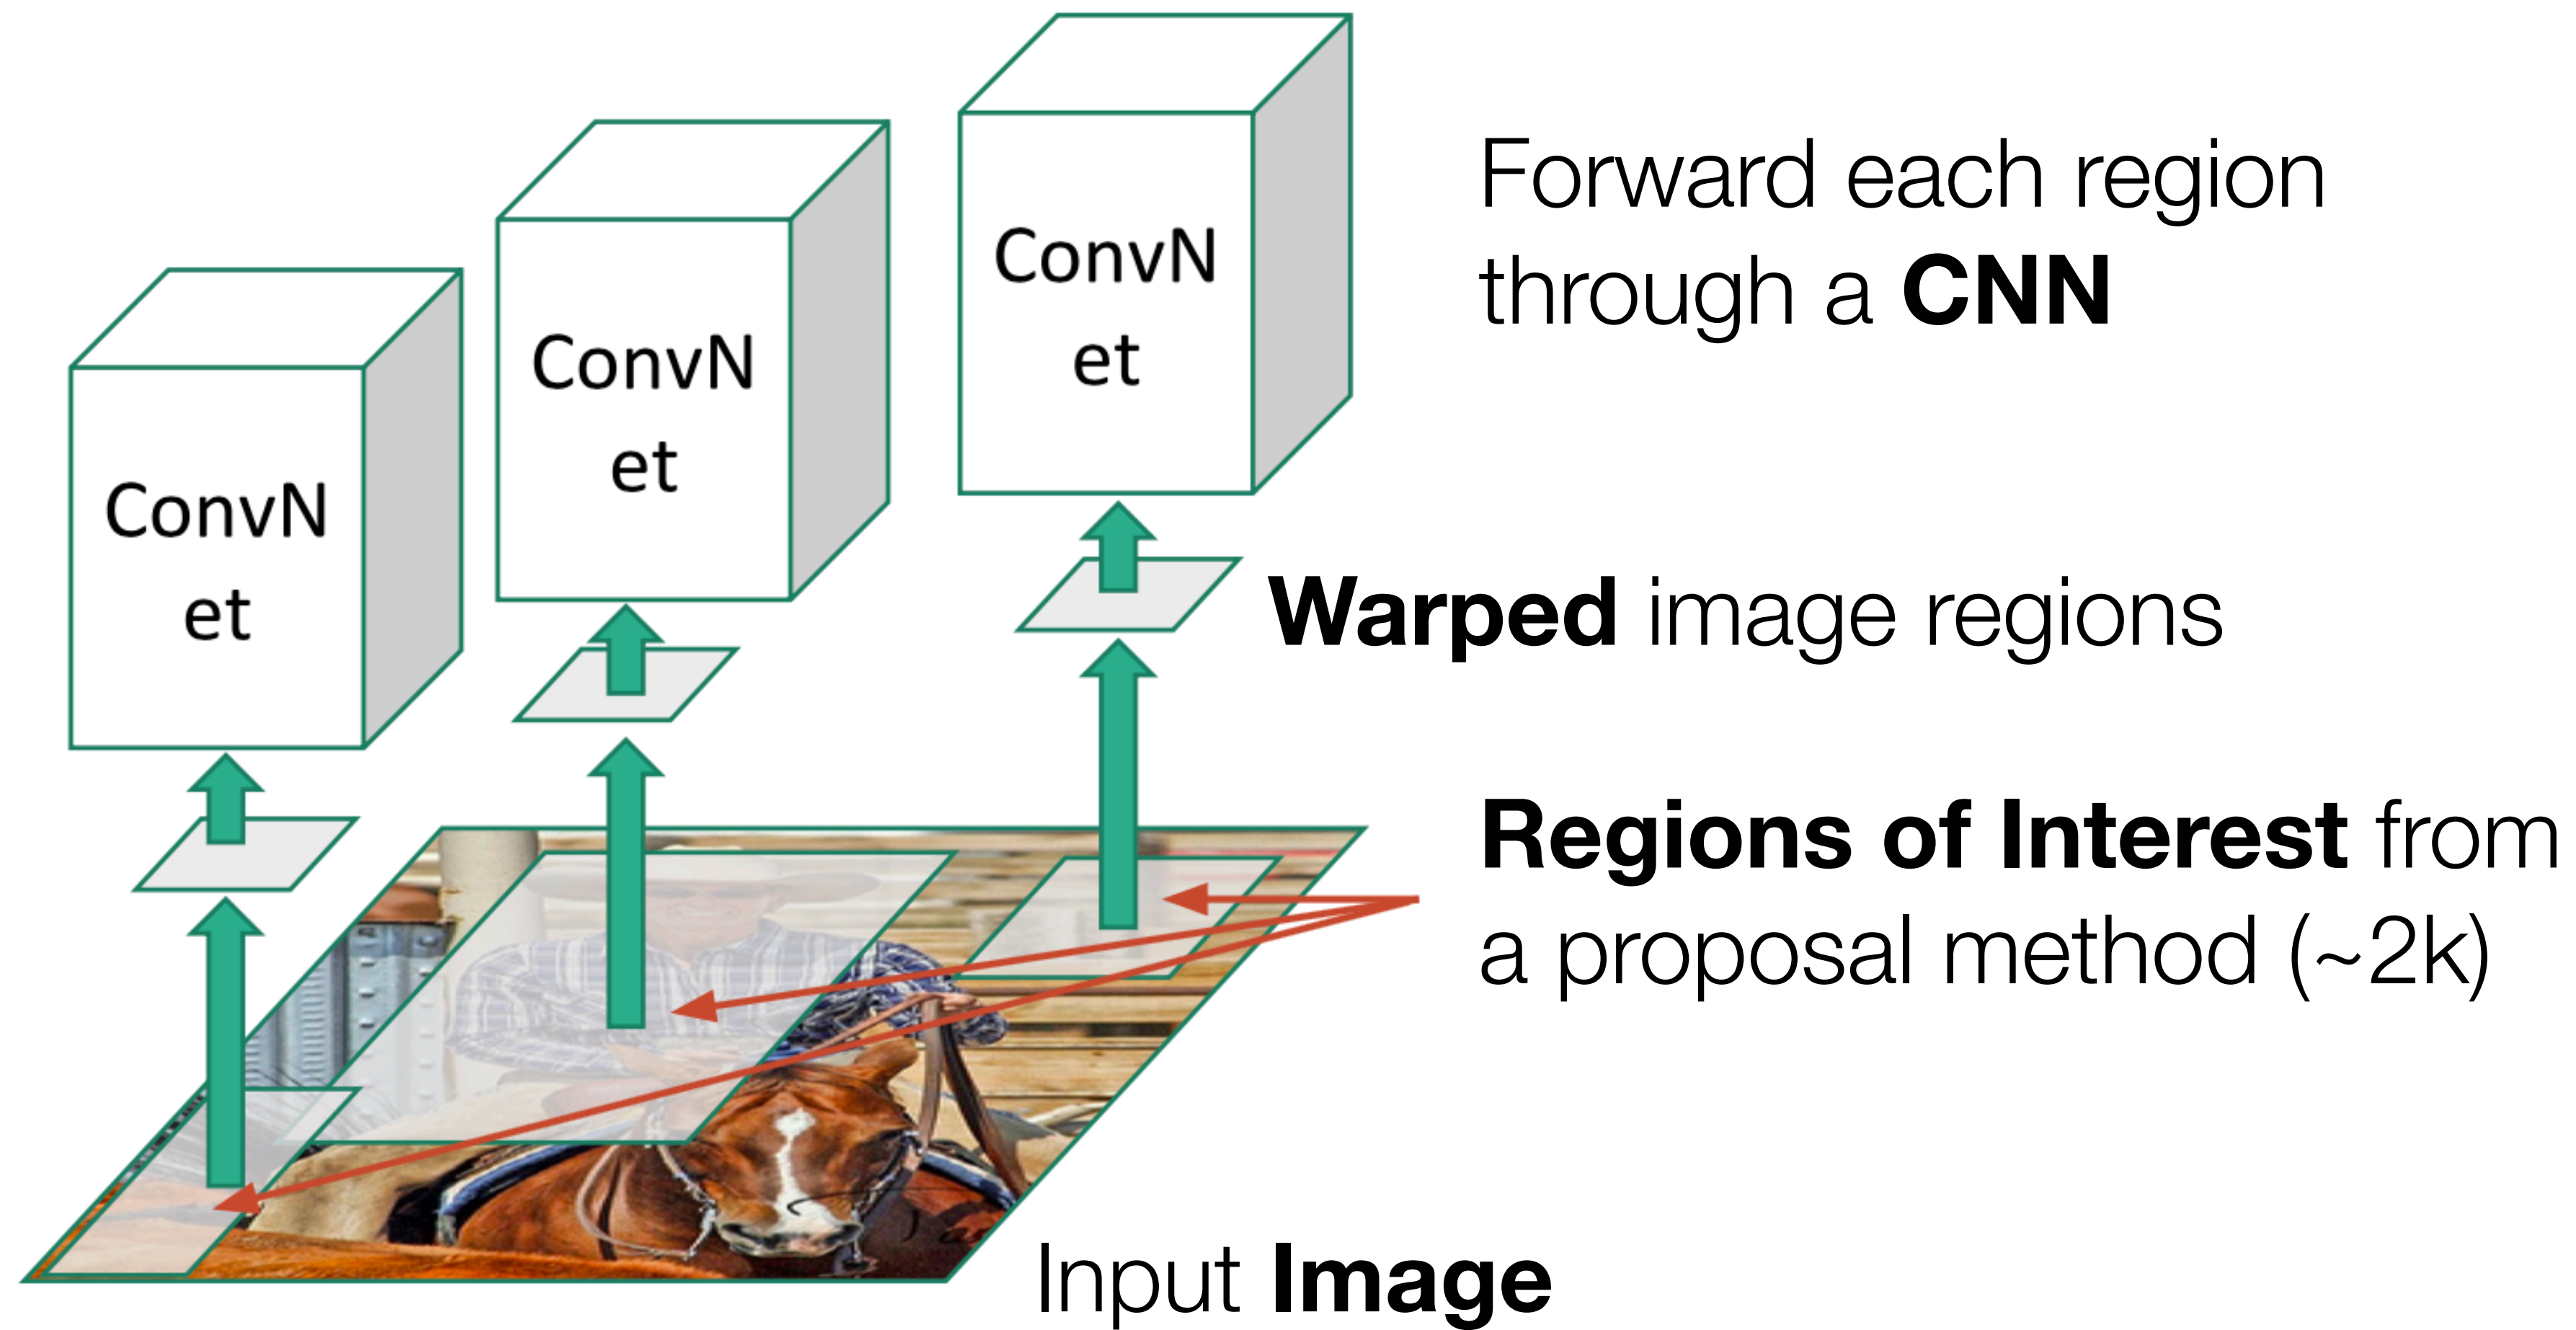 Forward each region
through a CNN
ConvN
et
ConvN
et
ConvN
et
Warped image regions
Regions of Interest from
a proposal method (~2k)
Input Image